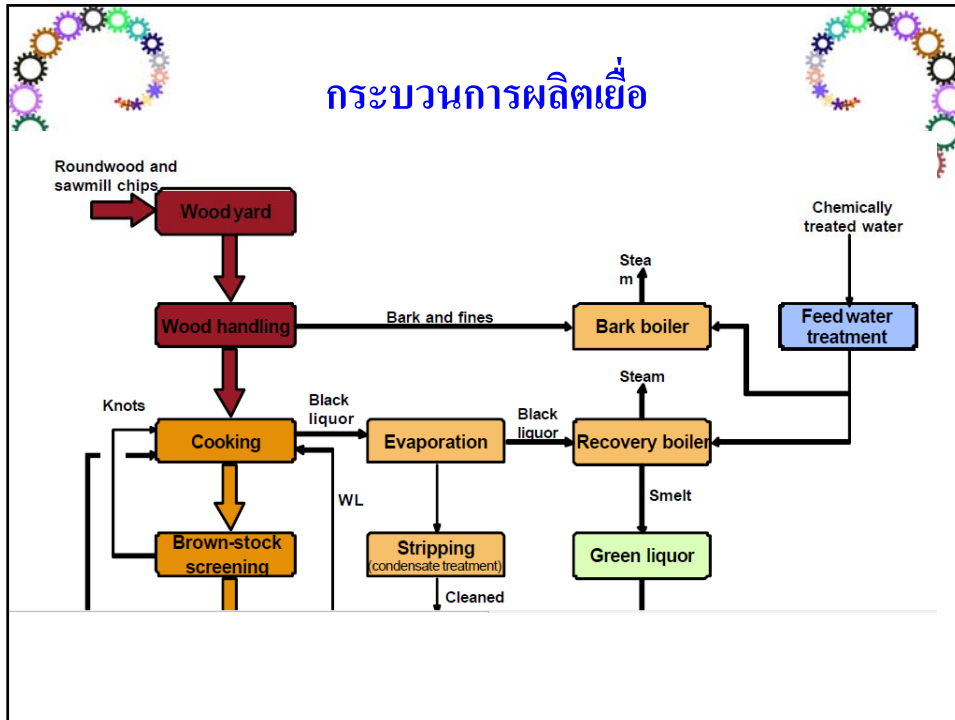 กระบวนการผลิตเยื่อ
Roundwood and
sawmill chips
Woodyard
Chemically
treated water
Stea
m
Wood handling
Bark and fines
Bark boiler
Feed water
treatment
Steam
Knots
Black
liquor
Black
liquor
Cooking
Evaporation
Recovery boiler
WL
Smelt
Brown-stock
screening
Stripping
(condensate treatment)
Green liquor
Cleaned